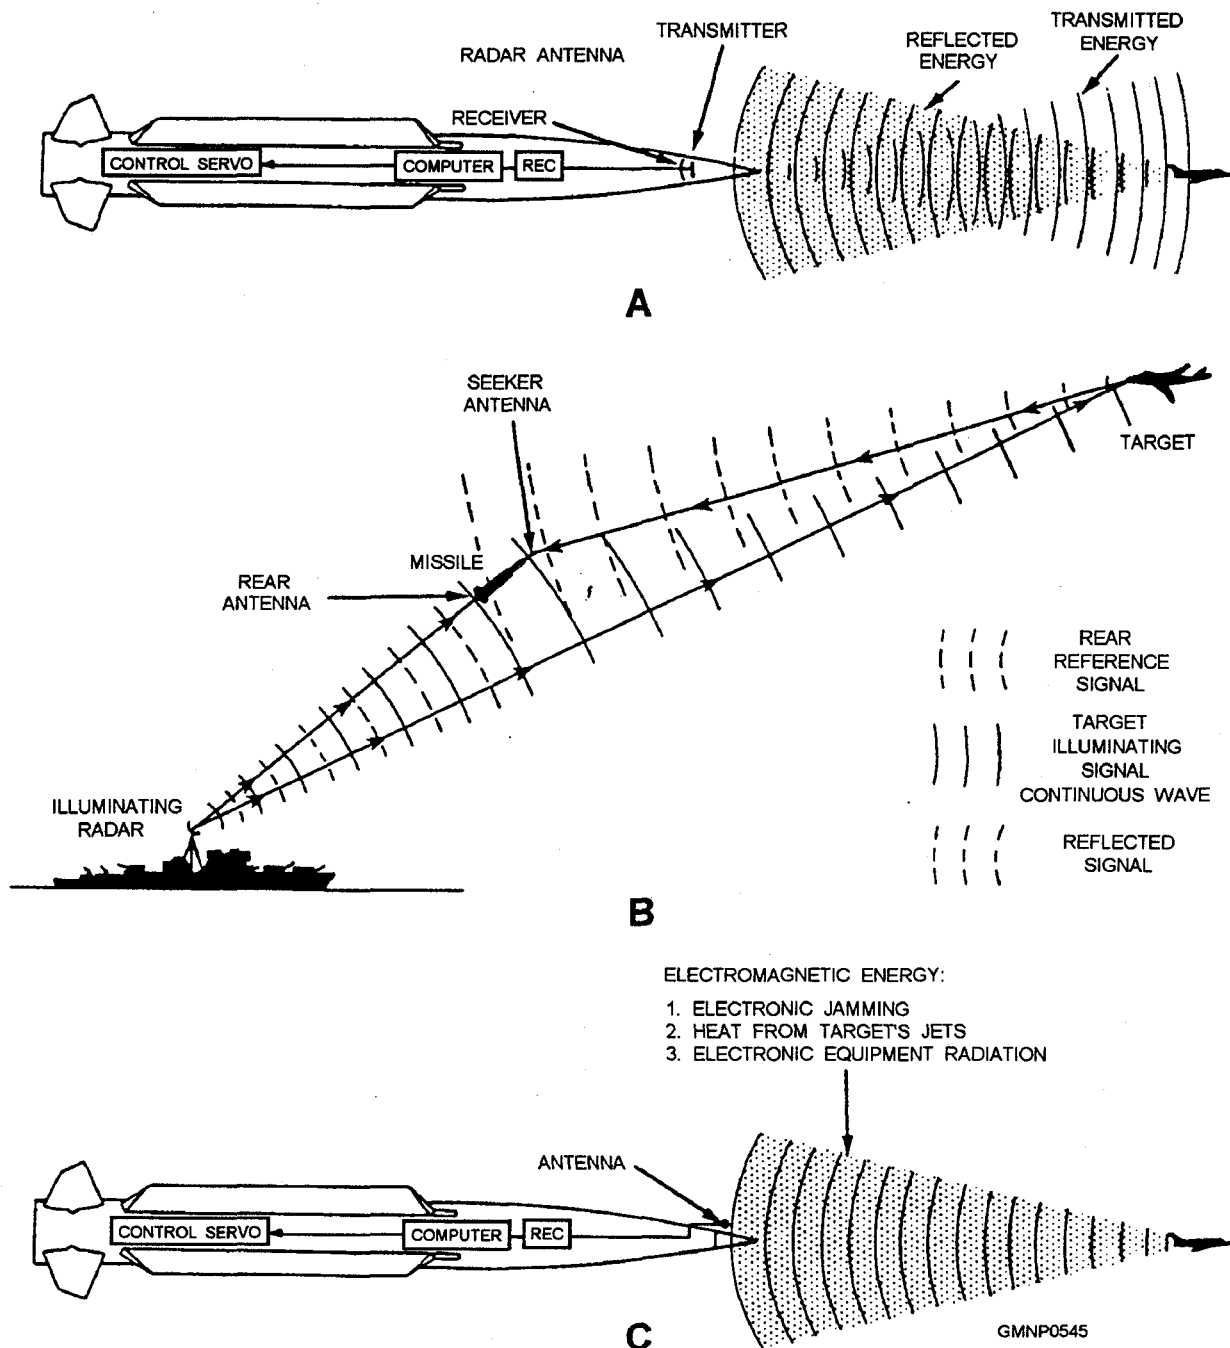 TRANSMITTER
RADAR ANTENNA
RECEIVER
REFLECTED
ENERGY
TRANSMITTED
ENERGY
CONTROL SERVO
COMPUTER
REC
A
SEEKER
ANTENNA
TARGET
MISSILE
REAR
ANTENNA
REAR
REFERENCE
SIGNAL
TARGET
ILLUMINATING
SIGNAL
CONTINUOUS WAVE
REFLECTED
SIGNAL
ILLUMINATING
RADAR
B
ELECTROMAGNETIC ENERGY:
1. ELECTRONIC JAMMING
2. HEAT FROM TARGET'S JETS
3. ELECTRONIC EQUIPMENT RADIATION
ANTENNA
CONTROL SERVO
COMPUTER
REC
C
GMNP0545